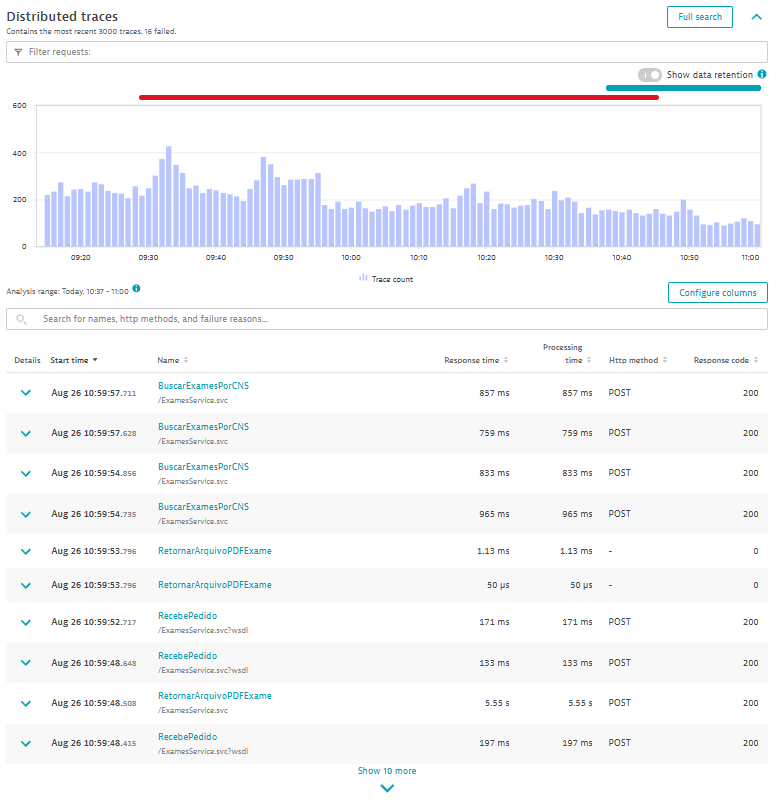 Distributed traces
Full search
Contains the most recent 3000 traces. 16 failed.
Filter requests:
Show data retention
600
400
200
0
09:20 09:30 09:40 09:50 10:00 10:10 10:20 10:30 10:40 10:50 11:00
Trace count
Analysis range: Today, 10:37 - 11:00
Configure columns
Search for names, http methods, and failure reasons...
Details Start time Name Response time Processing time Http method Response code
Aug 26 10:59:57.711 BuscarExamesPorCNS 857 ms 857 ms POST 200
/ExamesService.svc
Aug 26 10:59:57.628 BuscarExamesPorCNS 759 ms 759 ms POST 200
/ExamesService.svc
Aug 26 10:59:54.856 BuscarExamesPorCNS 833 ms 833 ms POST 200
/ExamesService.svc
Aug 26 10:59:54.735 BuscarExamesPorCNS 965 ms 965 ms POST 200
/ExamesService.svc
Aug 26 10:59:53.796 RetornarArquivoPDFExame 1.13 ms 1.13 ms - 0
Aug 26 10:59:53.796 RetornarArquivoPDFExame 50 µs 50 µs - 0
Aug 26 10:59:52.717 RecebePedido 171 ms 171 ms POST 200
/ExamesService.svc?wsdl
Aug 26 10:59:48.648 RecebePedido 133 ms 133 ms POST 200
/ExamesService.svc?wsdl
Aug 26 10:59:48.508 RetornarArquivoPDFExame 5.55 s 5.55 s POST 200
/ExamesService.svc
Aug 26 10:59:48.415 RecebePedido 197 ms 197 ms POST 200
/ExamesService.svc?wsdl
Show 10 more